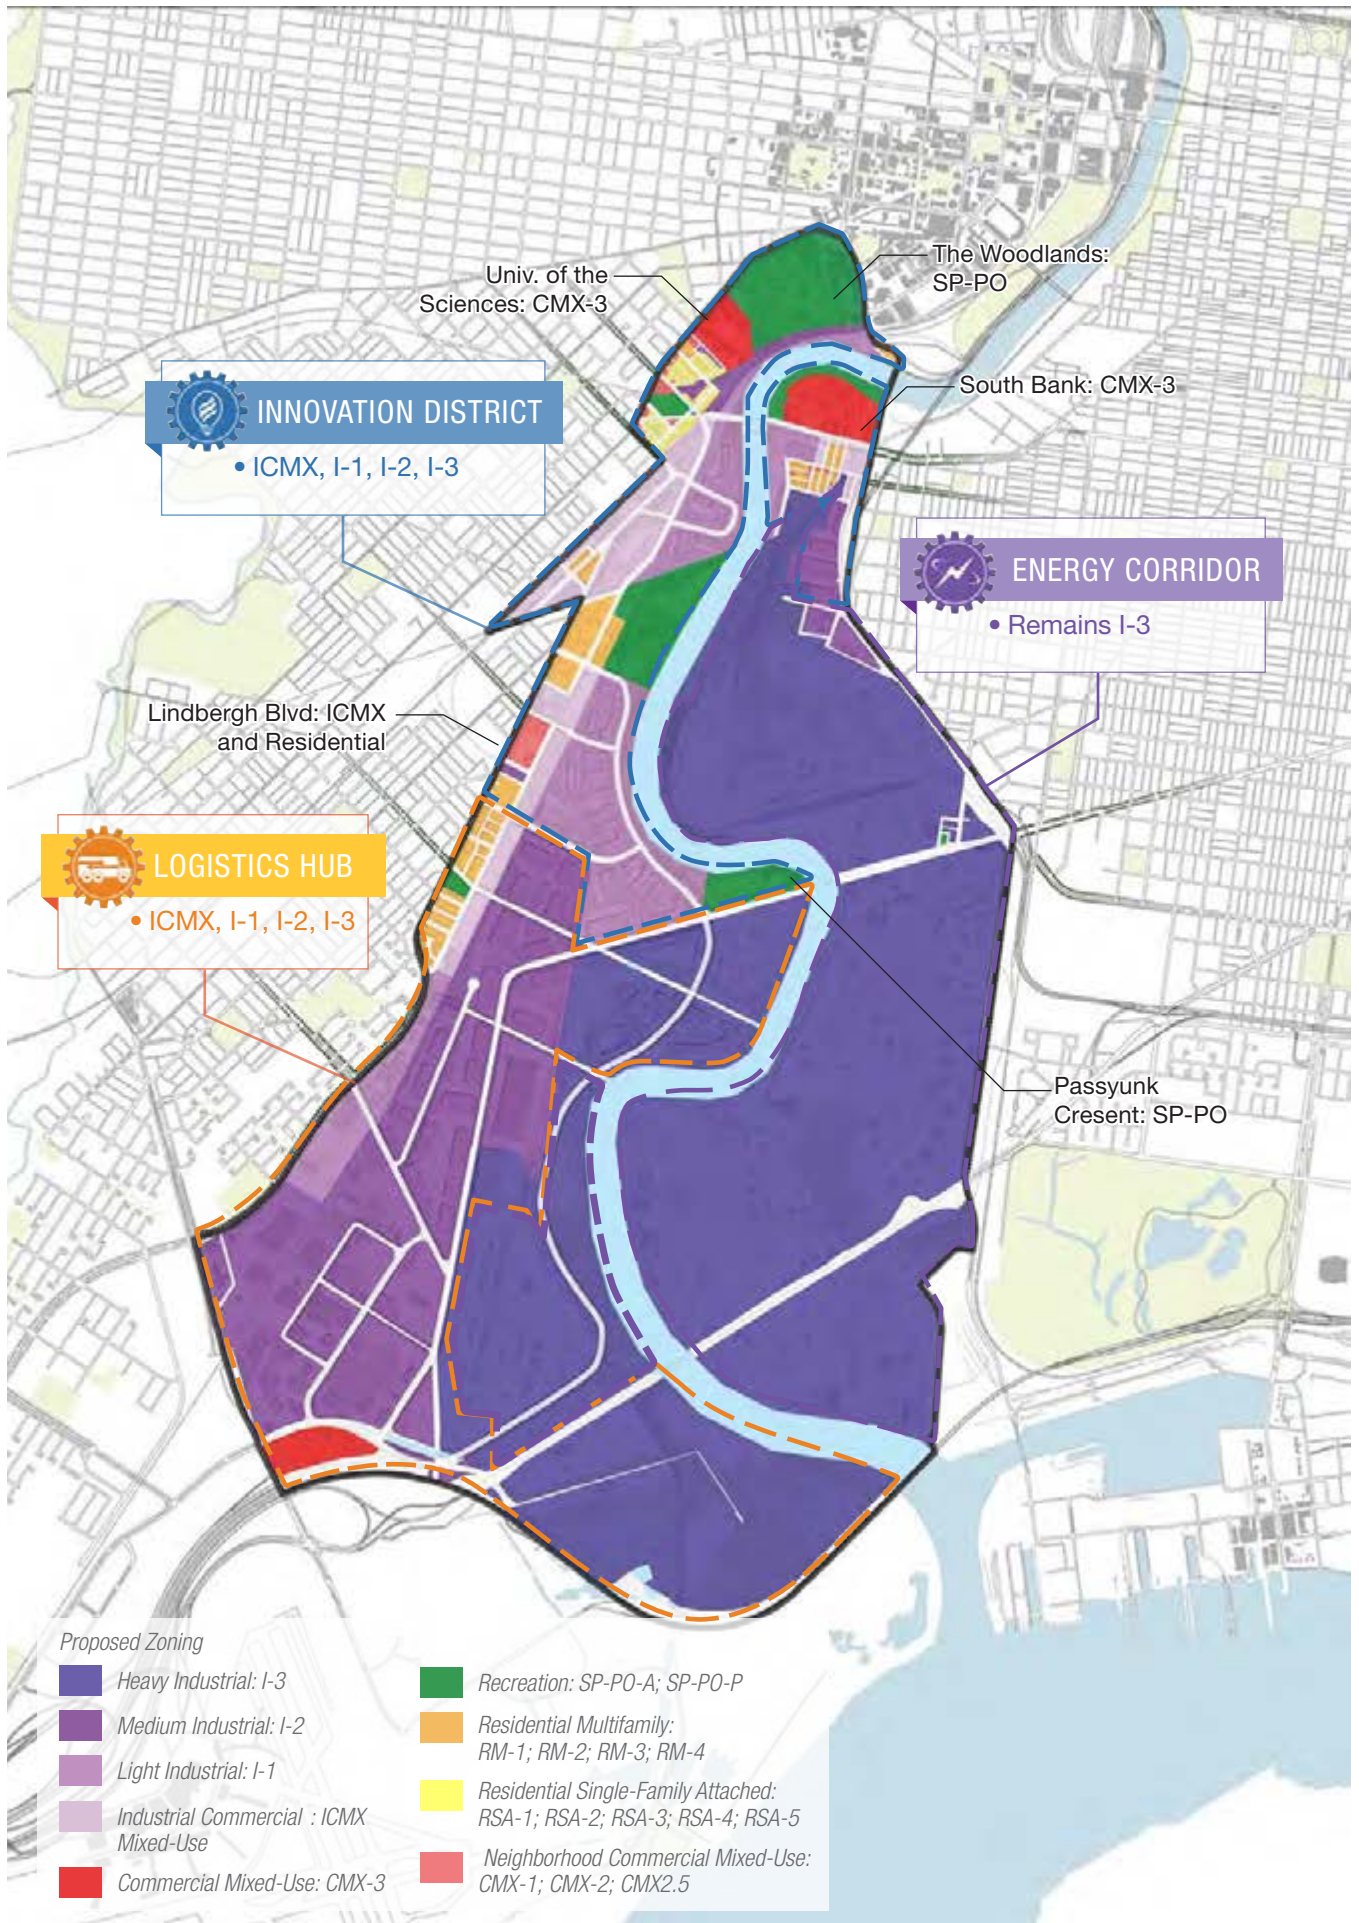 The Woodlands:
SP-PO
Univ. of the
Sciences: CMX-3
South Bank: CMX-3
INNOVATION DISTRICT
• ICMX, I-1, I-2, I-3
ENERGY CORRIDOR
• Remains I-3
Lindbergh Blvd: ICMX
and Residential
LOGISTICS HUB
• ICMX, I-1, I-2, I-3
Passyunk
Cresent: SP-PO
Proposed Zoning
Heavy Industrial: I-3
Medium Industrial: I-2
Light Industrial: I-1
Industrial Commercial : ICMX
Mixed-Use
Commercial Mixed-Use: CMX-3
Recreation: SP-PO-A; SP-PO-P
Residential Multifamily:
RM-1; RM-2; RM-3; RM-4
Residential Single-Family Attached:
RSA-1; RSA-2; RSA-3; RSA-4; RSA-5
Neighborhood Commercial Mixed-Use:
CMX-1; CMX-2; CMX2.5